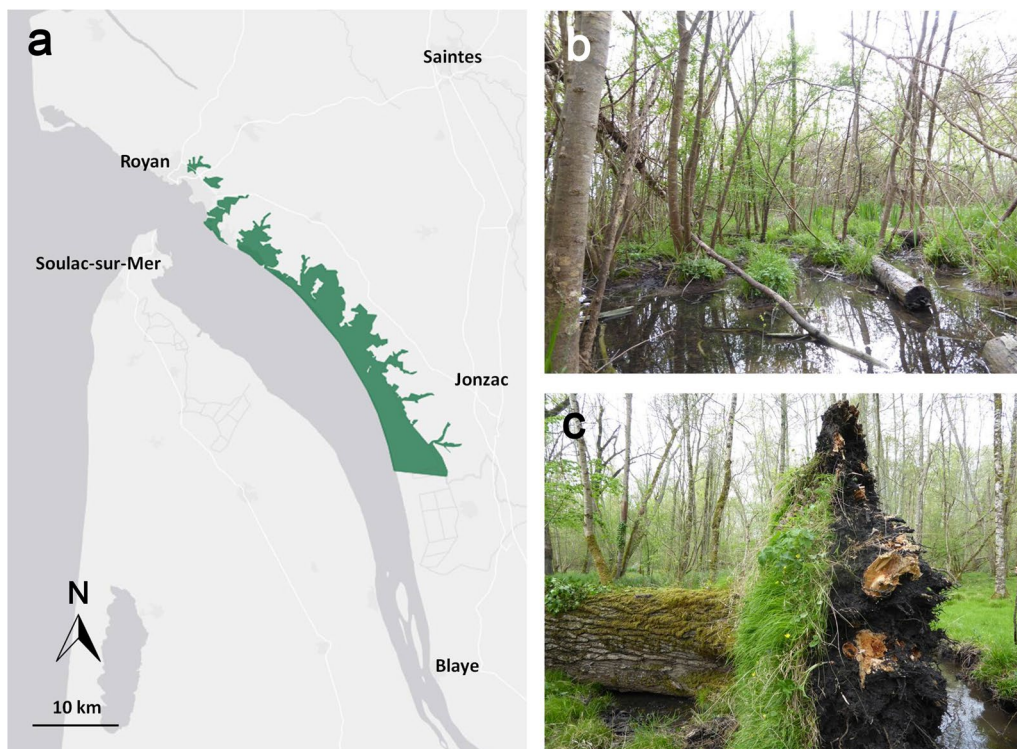 a
Saintes
Royan
Soulac-sur-Mer
Jonzac
N
Blaye
10 km
b
c